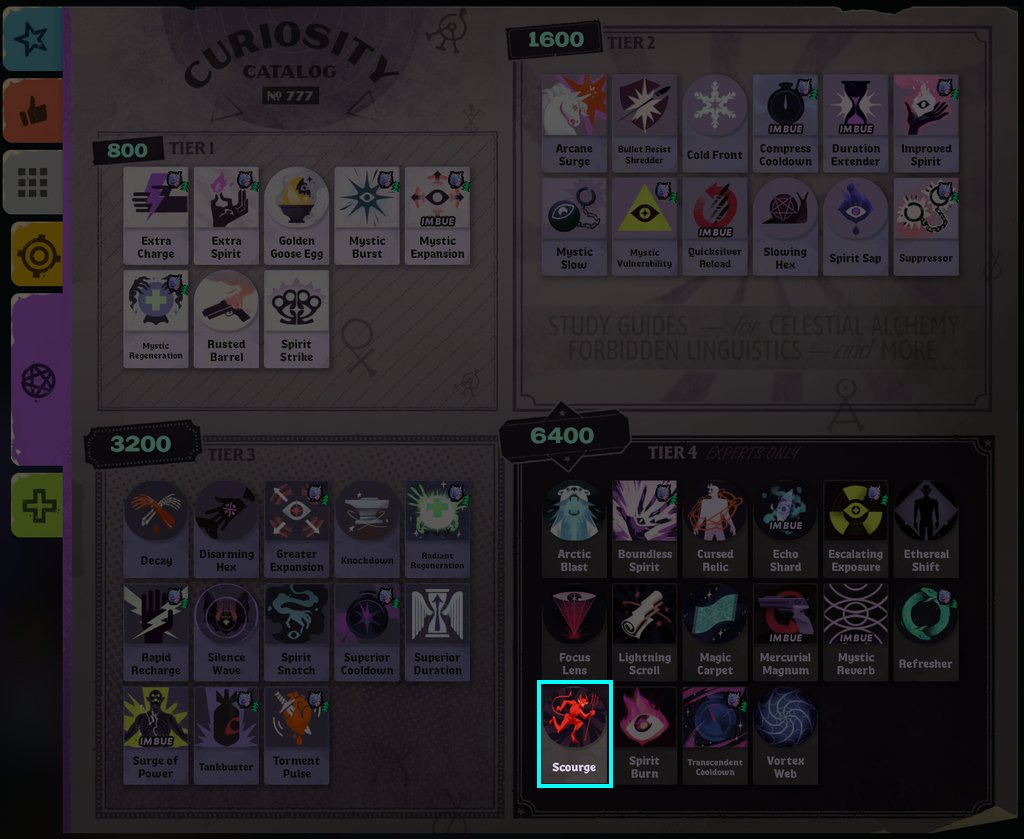 CURIOSITY
CATALOG
Nº 777
800 TIER 1
Extra
Charge
Extra
Spirit
Golden
Goose Egg
Mystic
Burst
IMBUE
Mystic
Expansion
Mystic
Regeneration
Rusted
Barrel
Spirit
Strike
1600 TIER 2
Arcane
Surge
Bullet Resist
Shredder
Cold Front
IMBUE
Compress
Cooldown
IMBUE
Duration
Extender
Improved
Spirit
Mystic
Slow
Mystic
Vulnerability
IMBUE
Quicksilver
Reload
Slowing
Hex
Spirit Sap
Suppressor
STUDY GUIDES — for CELESTIAL ALCHEMY
FORBIDDEN LINGUISTICS — and MORE
3200 TIER 3
Decay
Disarming
Hex
Greater
Expansion
Knockdown
Radiant
Regeneration
Rapid
Recharge
Silence
Wave
Spirit
Snatch
Superior
Cooldown
Superior
Duration
IMBUE
Surge of
Power
Tankbuster
Torment
Pulse
6400 TIER 4 EXPERTS ONLY
Arctic
Blast
Boundless
Spirit
Cursed
Relic
IMBUE
Echo
Shard
Escalating
Exposure
Ethereal
Shift
Focus
Lens
Lightning
Scroll
Magic
Carpet
IMBUE
Mercurial
Magnum
IMBUE
Mystic
Reverb
Refresher
Scourge
Spirit
Burn
Transcendent
Cooldown
Vortex
Web